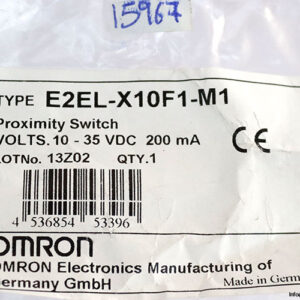 15967
TYPE E2EL-X10F1-M1
Proximity Switch
VOLTS. 10 - 35 VDC 200 mA
LOTNo. 13Z02 QTY.1
CE
4 536854 53396
OMRON
OMRON Electronics Manufacturing of
Germany GmbH
Made in Germ